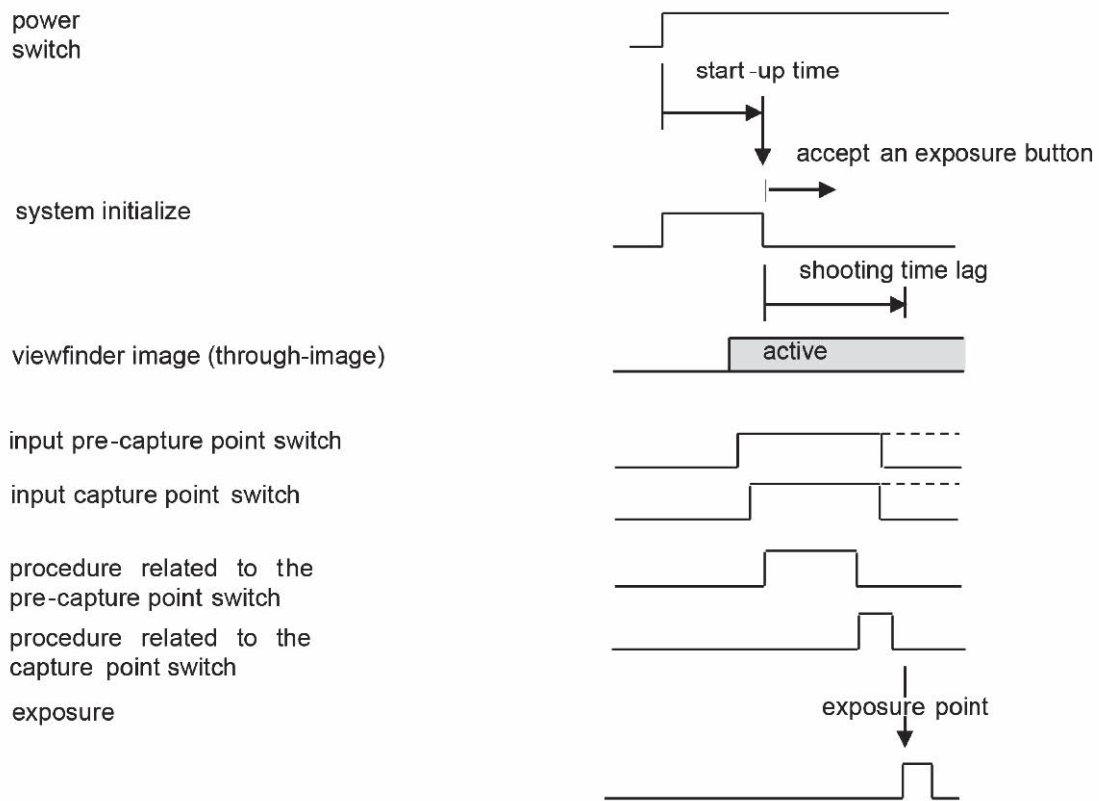 power
switch
start-up time
accept an exposure button
system initialize
shooting time lag
viewfinder image (through-image)
active
input pre-capture point switch
input capture point switch
procedure related to the
pre-capture point switch
procedure related to the
capture point switch
exposure
exposure point